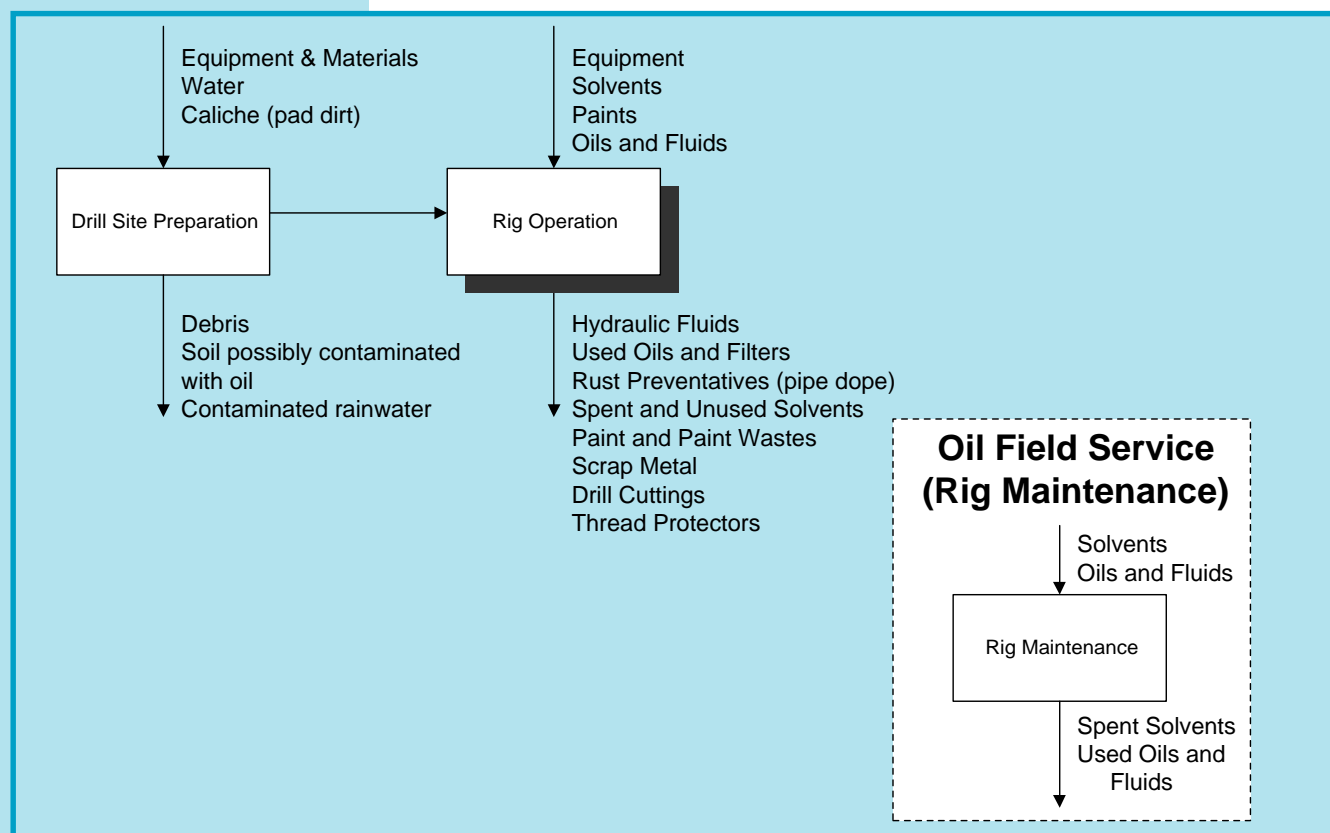 Equipment & Materials
Water
Caliche (pad dirt)
Equipment
Solvents
Paints
Oils and Fluids
Drill Site Preparation
Rig Operation
Debris
Soil possibly contaminated
with oil
Contaminated rainwater
Hydraulic Fluids
Used Oils and Filters
Rust Preventatives (pipe dope)
Spent and Unused Solvents
Paint and Paint Wastes
Scrap Metal
Drill Cuttings
Thread Protectors
Oil Field Service
(Rig Maintenance)
Solvents
Oils and Fluids
Rig Maintenance
Spent Solvents
Used Oils and
Fluids